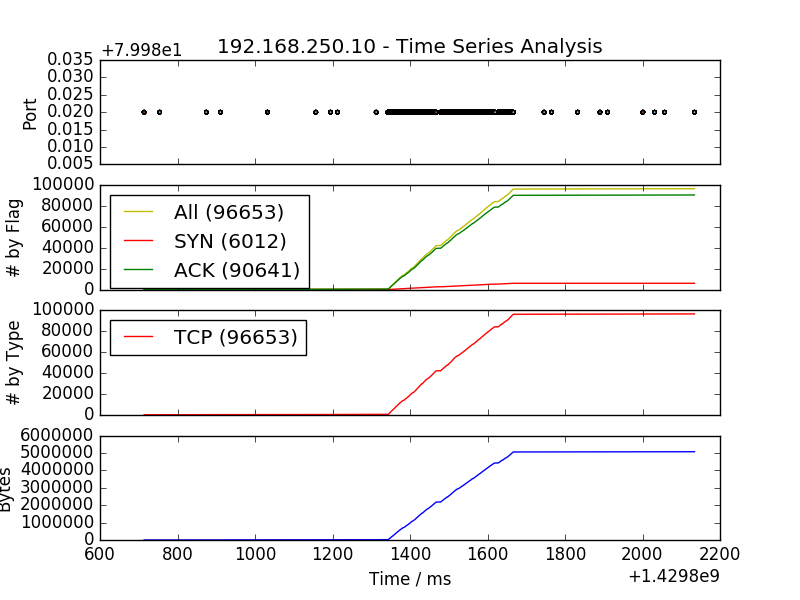 +7.998e1
192.168.250.10 - Time Series Analysis
Port
0.035
0.030
0.025
0.020
0.015
0.010
0.005
# by Flag
100000
80000
60000
40000
20000
0
All (96653)
SYN (6012)
ACK (90641)
# by Type
100000
80000
60000
40000
20000
0
TCP (96653)
Bytes
6000000
5000000
4000000
3000000
2000000
1000000
0
600 800 1000 1200 1400 1600 1800 2000 2200
Time / ms
+1.4298e9